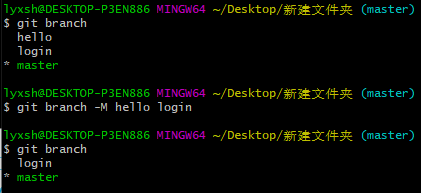 lyxsh@DESKTOP-P3EN886 MINGW64 ~/Desktop/新建文件夹 (master)
$ git branch
  hello
  login
* master
lyxsh@DESKTOP-P3EN886 MINGW64 ~/Desktop/新建文件夹 (master)
$ git branch -M hello login
lyxsh@DESKTOP-P3EN886 MINGW64 ~/Desktop/新建文件夹 (master)
$ git branch
  login
* master